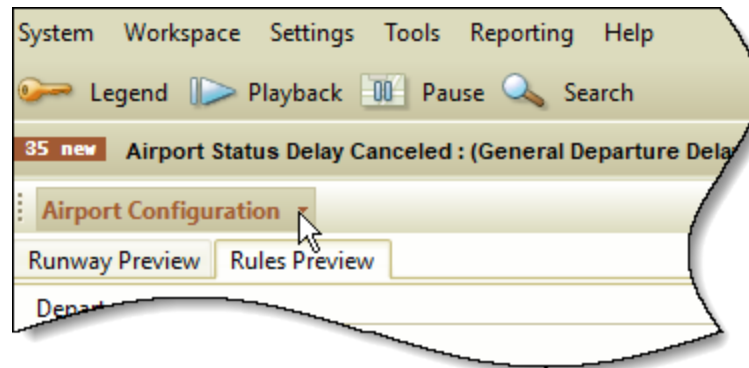 System Workspace Settings Tools Reporting Help
Legend Playback Pause Search
35 new Airport Status Delay Canceled : (General Departure
Airport Configuration
Runway Preview Rules Preview